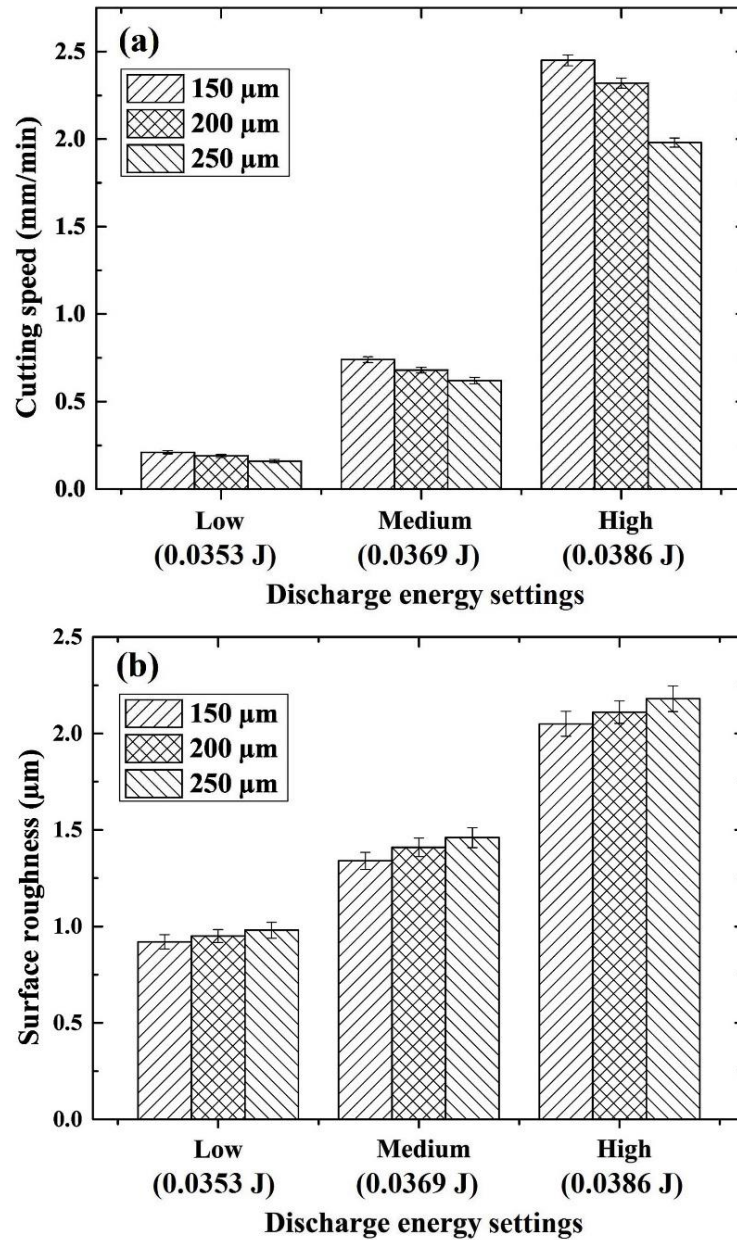 (a)
150 µm
200 µm
250 µm
Cutting speed (mm/min)
2.5
2.0
1.5
1.0
0.5
0.0
Low
Medium
High
(0.0353 J)
(0.0369 J)
(0.0386 J)
Discharge energy settings
(b)
150 µm
200 µm
250 µm
Surface roughness (µm)
2.5
2.0
1.5
1.0
0.5
0.0
Low
Medium
High
(0.0353 J)
(0.0369 J)
(0.0386 J)
Discharge energy settings